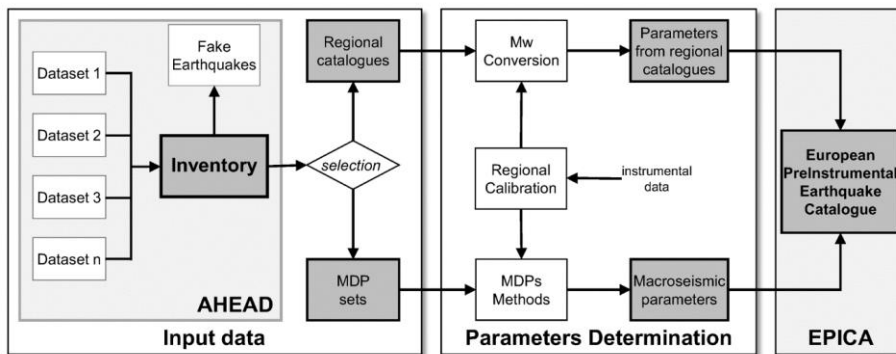 Dataset 1
Dataset 2
Dataset 3
Dataset n
Fake
Earthquakes
Inventory
AHEAD
selection
Regional
catalogues
MDP
sets
Input data
Mw
Conversion
Regional
Calibration
instrumental
data
MDPs
Methods
Parameters
from regional
catalogues
Macroseismic
parameters
Parameters Determination
European
PreInstrumental
Earthquake
Catalogue
EPICA